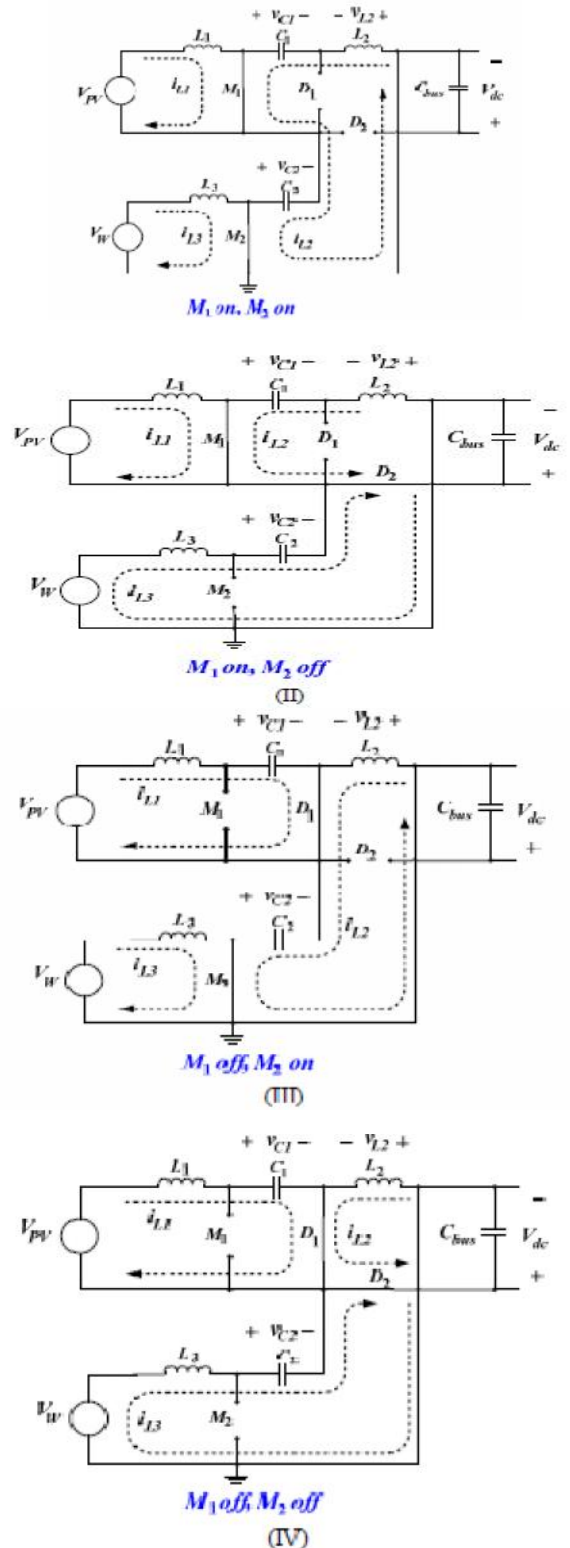 + vC1 − − vL2 +
L1 C1 L2
VPV iL1 M1 D1 Cbus Vdc
−
+
D2
+ vC2 −
L3 C2
VW iL3 M2 iL2
M1 on, M2 on
+ vC1 − − vL2 +
L1 C1 L2
−
VPV iL1 M1 iL2 D1 Cbus Vdc
D2 +
+ vC2 −
L3 C2
VW iL3 M2
M1 on, M2 off
(II)
+ vC1 − − vL2 +
L1 C1 L2
−
VPV iL1 M1 D1 Cbus Vdc
D2 +
+ vC2 −
L3 C2 iL2
VW iL3 M2
M1 off, M2 on
(III)
+ vC1 − − vL2 +
L1 C1 L2
−
VPV iL1 M1 D1 iL2 Cbus Vdc
D2 +
+ vC2 −
L3
VW iL3 M2
M1 off, M2 off
(IV)